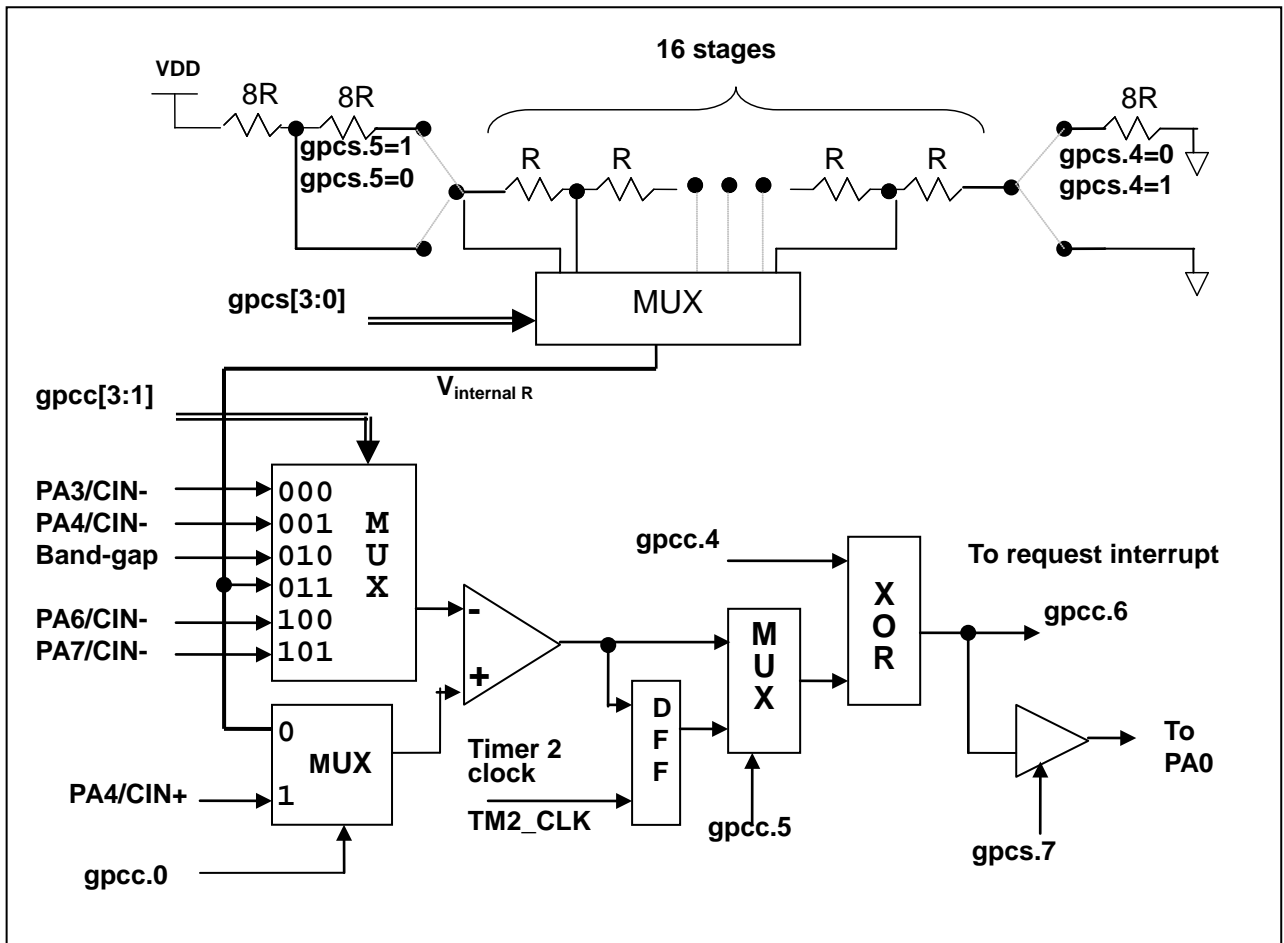 16 stages
VDD
8R
8R
8R
gpcs.5=1
gpcs.5=0
R
R
R
R
gpcs.4=0
gpcs.4=1
gpcs[3:0]
MUX
Vinternal R
gpcc[3:1]
PA3/CIN-
PA4/CIN-
Band-gap
PA6/CIN-
PA7/CIN-
000
001
010
011
100
101
M
U
X
-
+
gpcc.4
X
O
R
To request interrupt
gpcc.6
M
U
X
D
F
F
0
1
MUX
PA4/CIN+
gpcc.0
Timer 2
clock
TM2_CLK
gpcc.5
To
PA0
gpcs.7